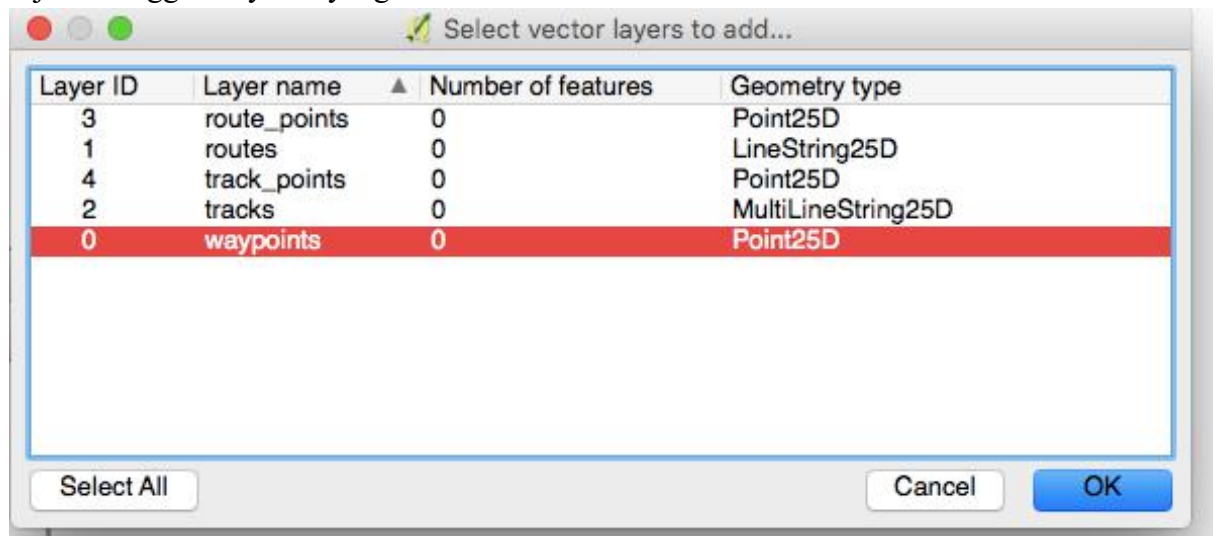 Select vector layers to add...
Layer ID Layer name ▲ Number of features Geometry type
3 route_points 0 Point25D
1 routes 0 LineString25D
4 track_points 0 Point25D
2 tracks 0 MultiLineString25D
0 waypoints 0 Point25D
Select All Cancel OK